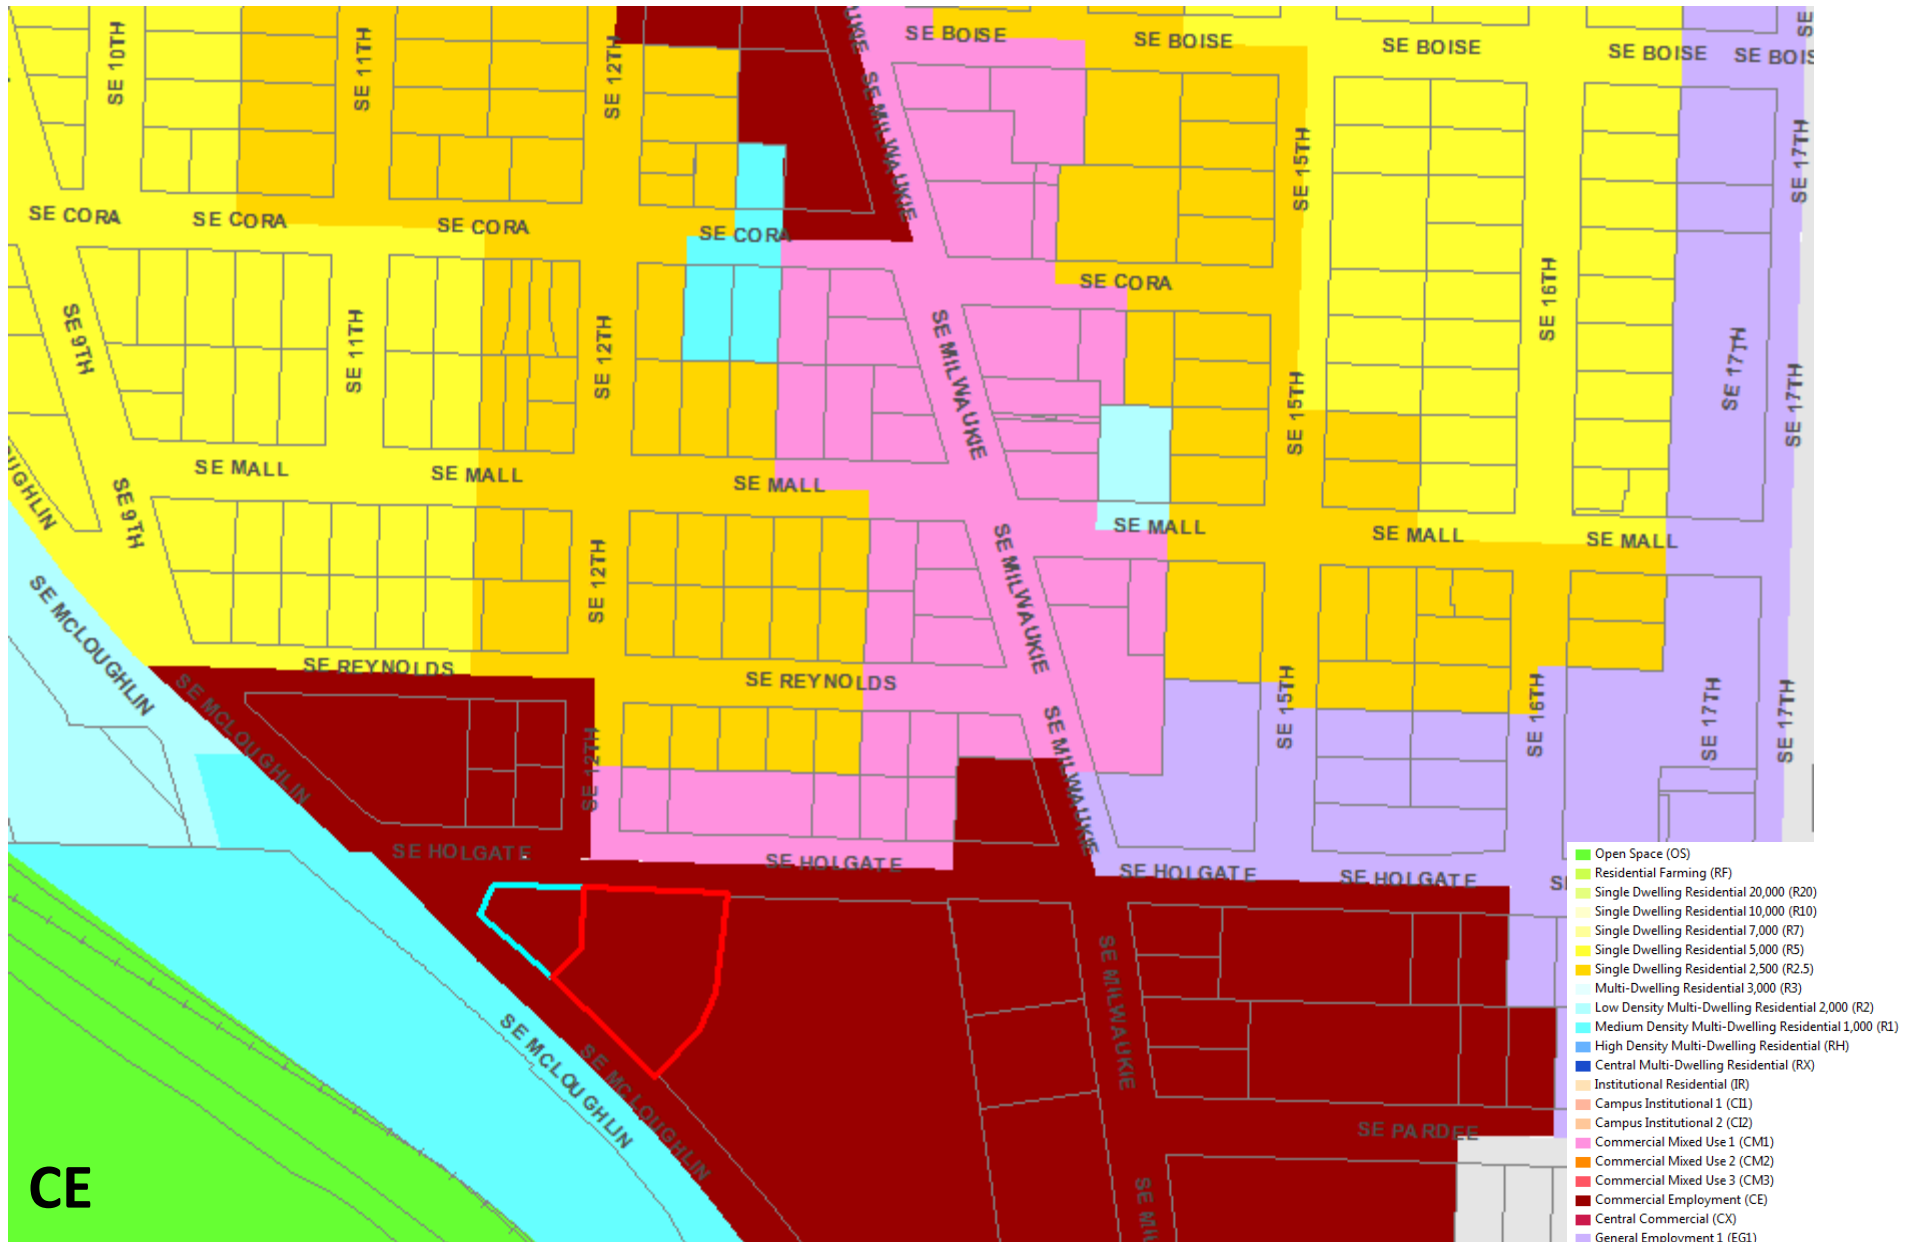 SE 10TH
SE 11TH
SE 12TH
UKIE
SE BOISE
SE BOISE
SE BOISE
SE BOISE
SE BOIS
SE
SE MILWAUKIE
SE 15TH
SE 17TH
SE CORA
SE CORA
SE CORA
SE CORA
SE CORA
SE 9TH
SE 11TH
SE 12TH
SE MILWAUKIE
SE 15TH
SE 16TH
SE 17TH
SE 17TH
SE MALL
SE MALL
SE MALL
SE MALL
SE MALL
SE MALL
OUGHLIN
SE 9TH
SE 12TH
SE MILWAUKIE
SE MCLOUGHLIN
SE REYNOLDS
SE REYNOLDS
SE MCLOUGHLIN
SE 12TH
SE MILWAUKIE
SE 15TH
SE 16TH
SE 17TH
SE 17TH
SE HOLGATE
SE HOLGATE
SE HOLGATE
SE HOLGATE
SE MILWAUKIE
SE MCLOUGHLIN
SE MCLOUGHLIN
SE PARDEE
SE MIL
CE
Open Space (OS)
Residential Farming (RF)
Single Dwelling Residential 20,000 (R20)
Single Dwelling Residential 10,000 (R10)
Single Dwelling Residential 7,000 (R7)
Single Dwelling Residential 5,000 (R5)
Single Dwelling Residential 2,500 (R2.5)
Multi-Dwelling Residential 3,000 (R3)
Low Density Multi-Dwelling Residential 2,000 (R2)
Medium Density Multi-Dwelling Residential 1,000 (R1)
High Density Multi-Dwelling Residential (RH)
Central Multi-Dwelling Residential (RX)
Institutional Residential (IR)
Campus Institutional 1 (CI1)
Campus Institutional 2 (CI2)
Commercial Mixed Use 1 (CM1)
Commercial Mixed Use 2 (CM2)
Commercial Mixed Use 3 (CM3)
Commercial Employment (CE)
Central Commercial (CX)
General Employment 1 (EG1)